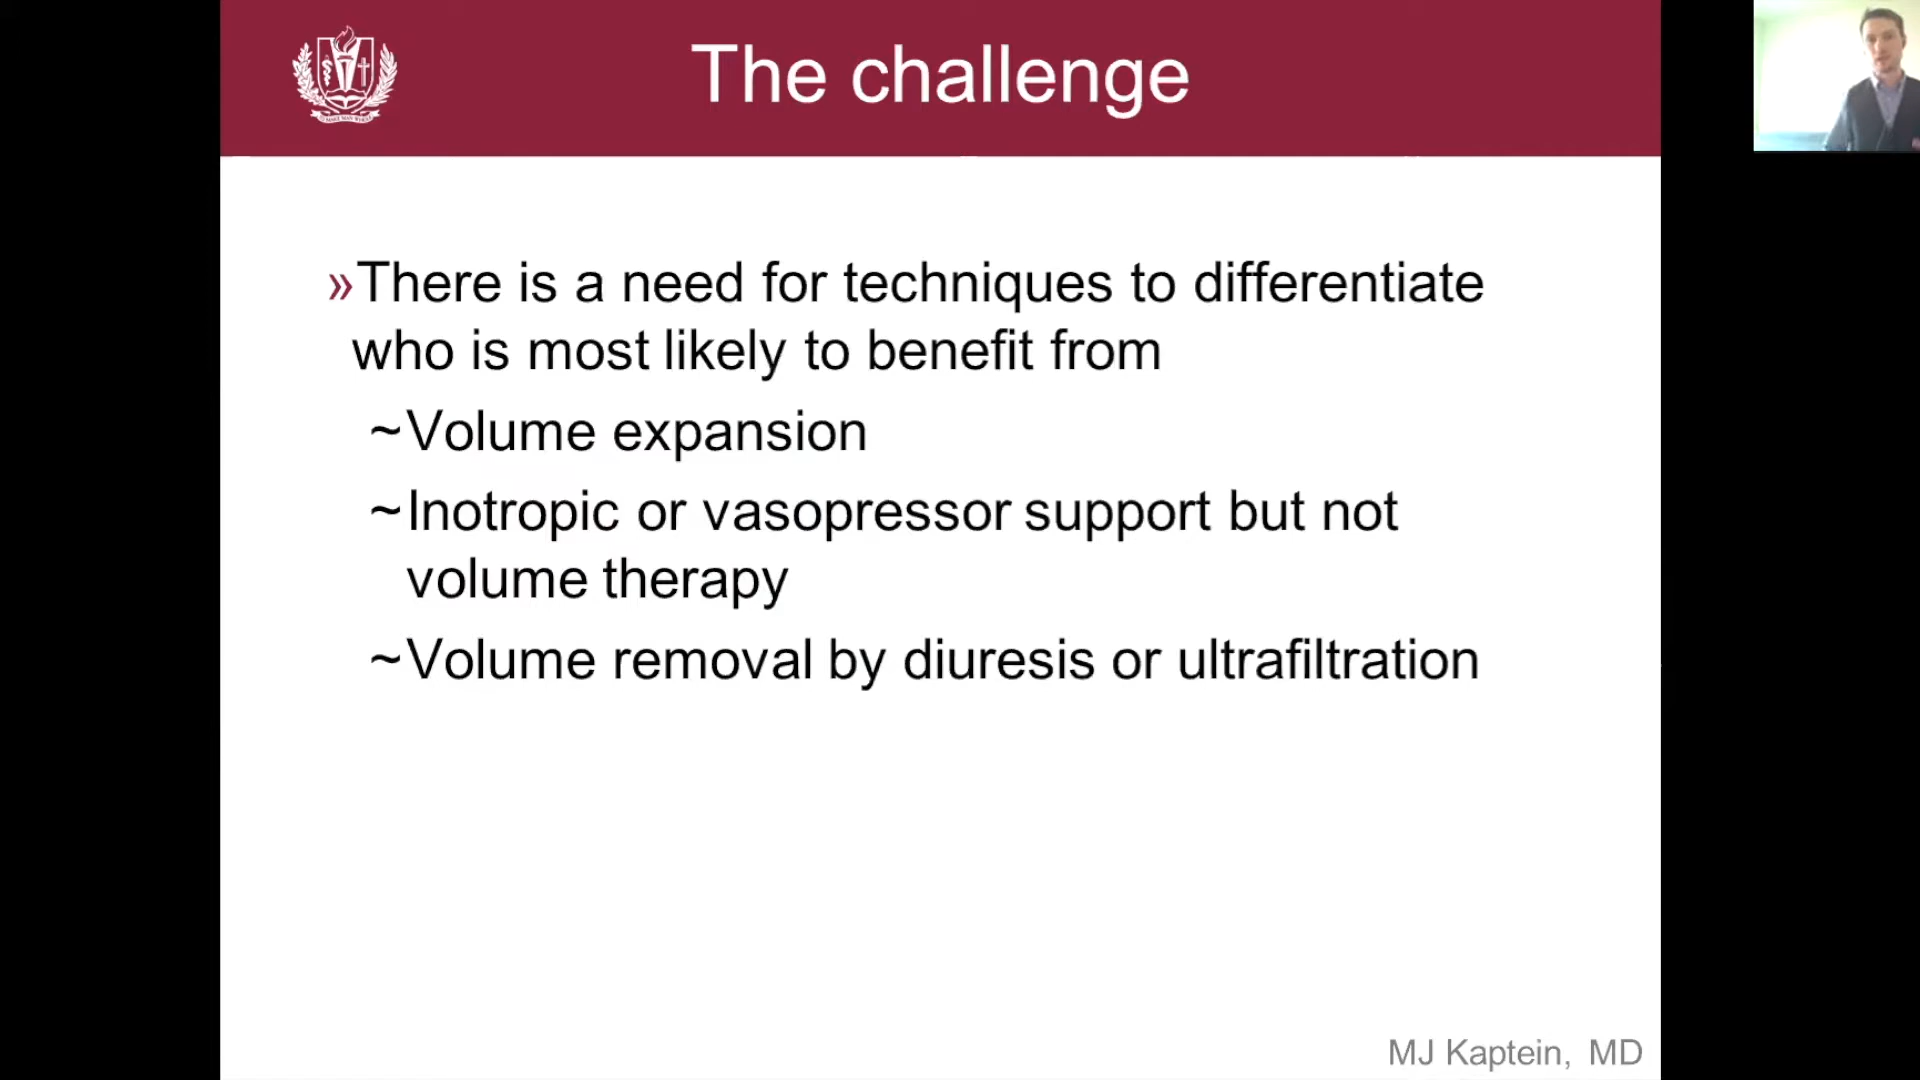 The challenge
»There is a need for techniques to differentiate
who is most likely to benefit from
~Volume expansion
~Inotropic or vasopressor support but not
volume therapy
~Volume removal by diuresis or ultrafiltration
MJ Kaptein, MD